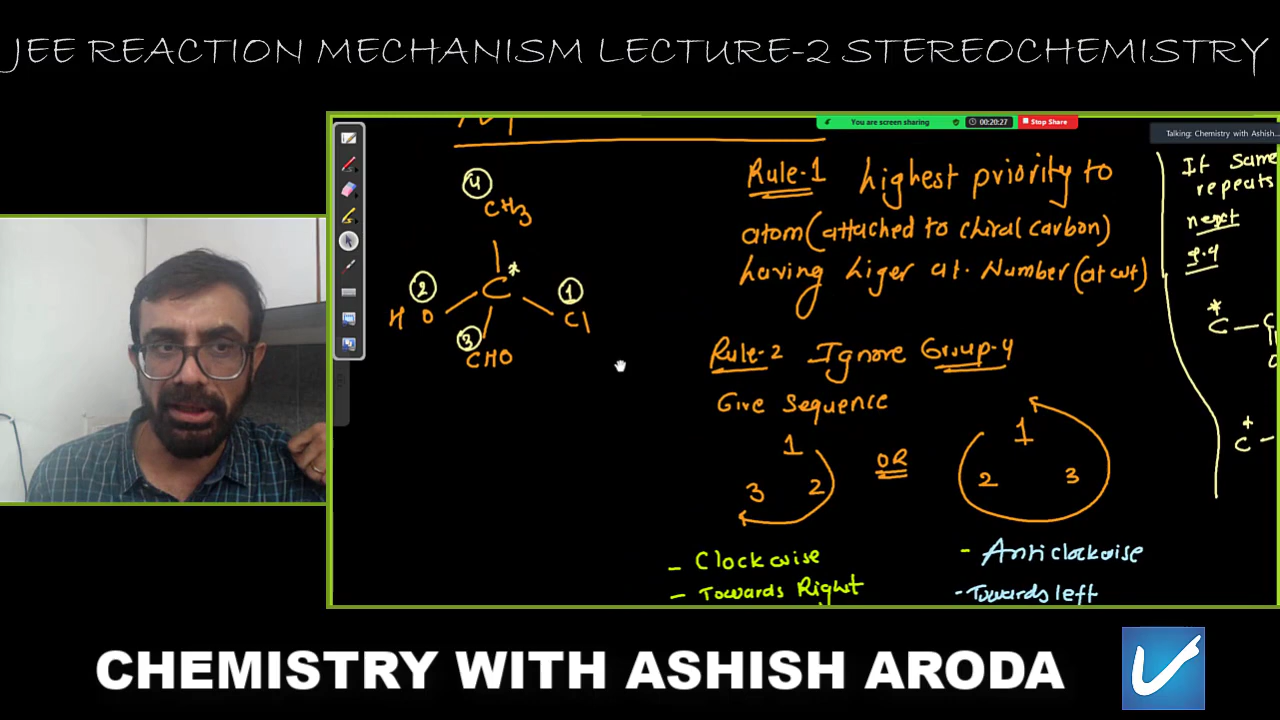 JEE REACTION MECHANISM LECTURE-2 STEREOCHEMISTRY
You are screen sharing
00:20:27
Stop Share
Talking: Chemistry with Ashish
4
CH3
C *
2
H O
1
Cl
3
CHO
Rule-1 highest priority to
atom (attached to chiral carbon)
having higer at. Number (at wt)
Rule-2 Ignore Group-4
Give Sequence
1
3 2
OR
1
2 3
- Clockwise
- Towards Right
- Anticlockwise
- Towards left
If same
repeats
next
* C — C
C —
CHEMISTRY WITH ASHISH ARODA